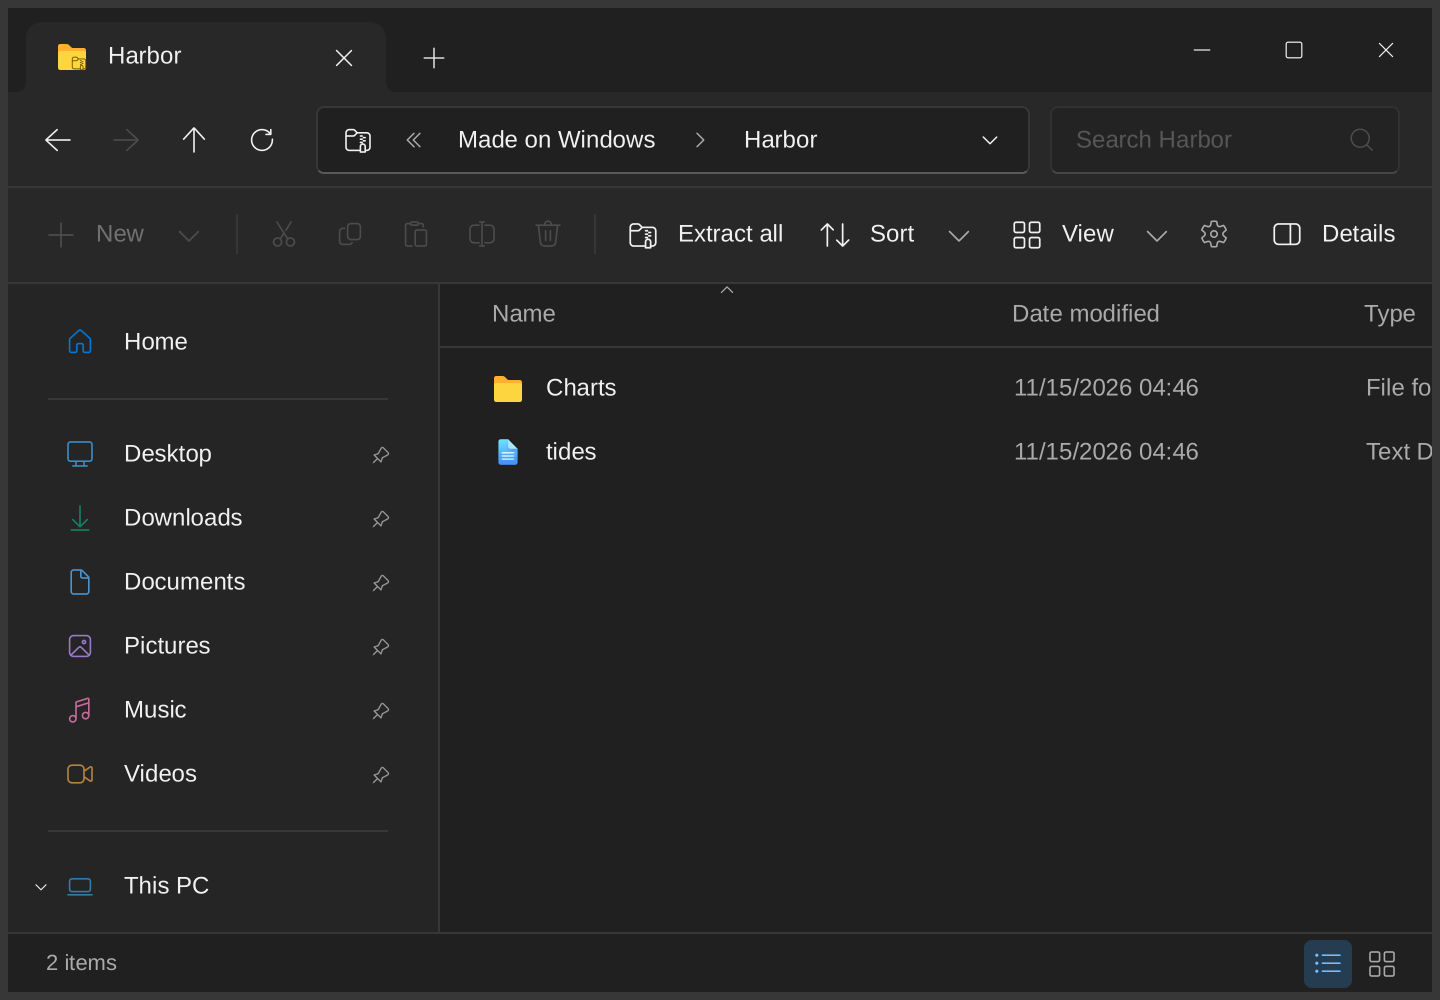 Harbor
Made on Windows Harbor
Search Harbor
New Extract all Sort View Details
Name Date modified Type
Home
Charts 11/15/2026 04:46 File fo
Desktop
tides 11/15/2026 04:46 Text D
Downloads
Documents
Pictures
Music
Videos
This PC
2 items